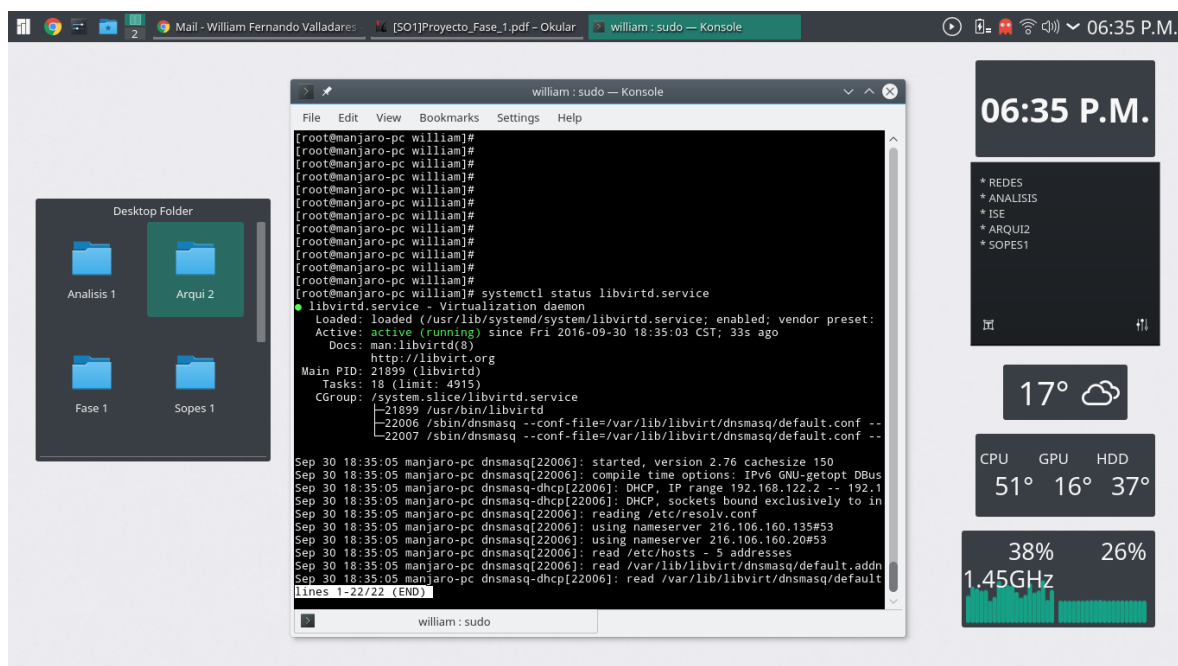 2
Mail - William Fernando Valladares
[SO1]Proyecto_Fase_1.pdf – Okular
william : sudo — Konsole
06:35 P.M.
william : sudo — Konsole
File Edit View Bookmarks Settings Help
[root@manjaro-pc william]#
[root@manjaro-pc william]#
[root@manjaro-pc william]#
[root@manjaro-pc william]#
[root@manjaro-pc william]#
[root@manjaro-pc william]#
[root@manjaro-pc william]#
[root@manjaro-pc william]#
[root@manjaro-pc william]#
[root@manjaro-pc william]#
[root@manjaro-pc william]#
[root@manjaro-pc william]#
[root@manjaro-pc william]# systemctl status libvirtd.service
● libvirtd.service - Virtualization daemon
Loaded: loaded (/usr/lib/systemd/system/libvirtd.service; enabled; vendor preset:
Active: active (running) since Fri 2016-09-30 18:35:03 CST; 33s ago
Docs: man:libvirtd(8)
http://libvirt.org
Main PID: 21899 (libvirtd)
Tasks: 18 (limit: 4915)
CGroup: /system.slice/libvirtd.service
├─21899 /usr/bin/libvirtd
├─22006 /sbin/dnsmasq --conf-file=/var/lib/libvirt/dnsmasq/default.conf --
└─22007 /sbin/dnsmasq --conf-file=/var/lib/libvirt/dnsmasq/default.conf --
Sep 30 18:35:05 manjaro-pc dnsmasq[22006]: started, version 2.76 cachesize 150
Sep 30 18:35:05 manjaro-pc dnsmasq[22006]: compile time options: IPv6 GNU-getopt DBus
Sep 30 18:35:05 manjaro-pc dnsmasq-dhcp[22006]: DHCP, IP range 192.168.122.2 -- 192.1
Sep 30 18:35:05 manjaro-pc dnsmasq-dhcp[22006]: DHCP, sockets bound exclusively to in
Sep 30 18:35:05 manjaro-pc dnsmasq[22006]: reading /etc/resolv.conf
Sep 30 18:35:05 manjaro-pc dnsmasq[22006]: using nameserver 216.106.160.135#53
Sep 30 18:35:05 manjaro-pc dnsmasq[22006]: using nameserver 216.106.160.20#53
Sep 30 18:35:05 manjaro-pc dnsmasq[22006]: read /etc/hosts - 5 addresses
Sep 30 18:35:05 manjaro-pc dnsmasq[22006]: read /var/lib/libvirt/dnsmasq/default.addn
Sep 30 18:35:05 manjaro-pc dnsmasq-dhcp[22006]: read /var/lib/libvirt/dnsmasq/default
lines 1-22/22 (END)
william : sudo
Desktop Folder
Analisis 1
Arqui 2
Fase 1
Sopes 1
06:35 P.M.
* REDES
* ANALISIS
* ISE
* ARQUI2
* SOPES1
17°
CPU GPU HDD
51° 16° 37°
38% 26%
1.45GHz